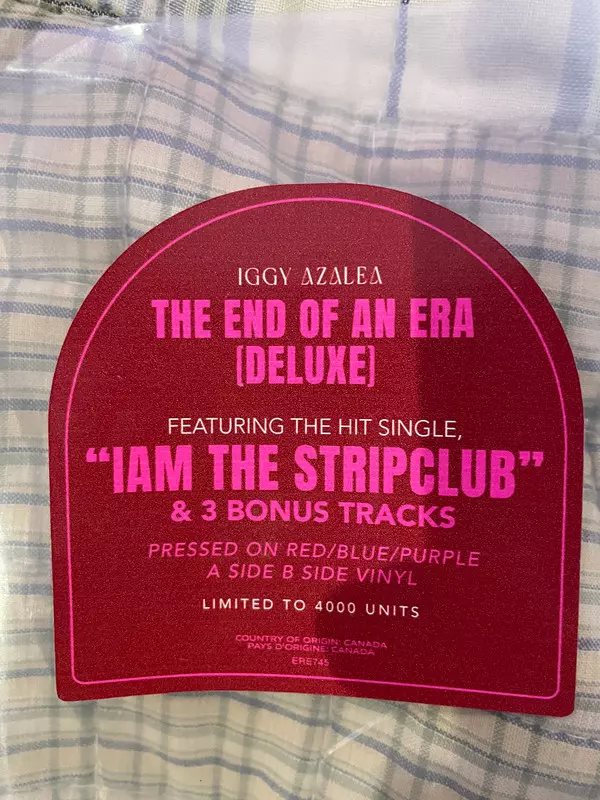 IGGY AZALEA
THE END OF AN ERA
(DELUXE)
FEATURING THE HIT SINGLE,
“IAM THE STRIPCLUB”
& 3 BONUS TRACKS
PRESSED ON RED/BLUE/PURPLE
A SIDE B SIDE VINYL
LIMITED TO 4000 UNITS
COUNTRY OF ORIGIN: CANADA
PAYS D'ORIGINE: CANADA
ERE745